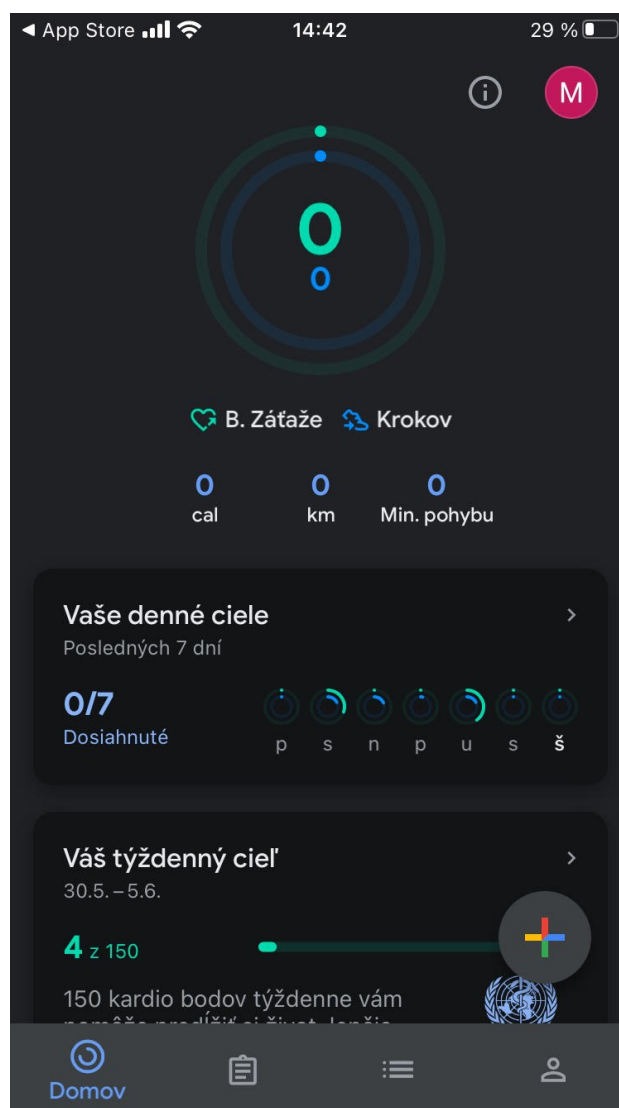 ◀ App Store 14:42 29 %
M
0
0
B. Záťaže Krokov
0 0 0
cal km Min. pohybu
Vaše denné ciele
Posledných 7 dní
0/7
Dosiahnuté
p s n p u s š
Váš týždenný cieľ
30.5. – 5.6.
4 z 150
150 kardio bodov týždenne vám
Domov